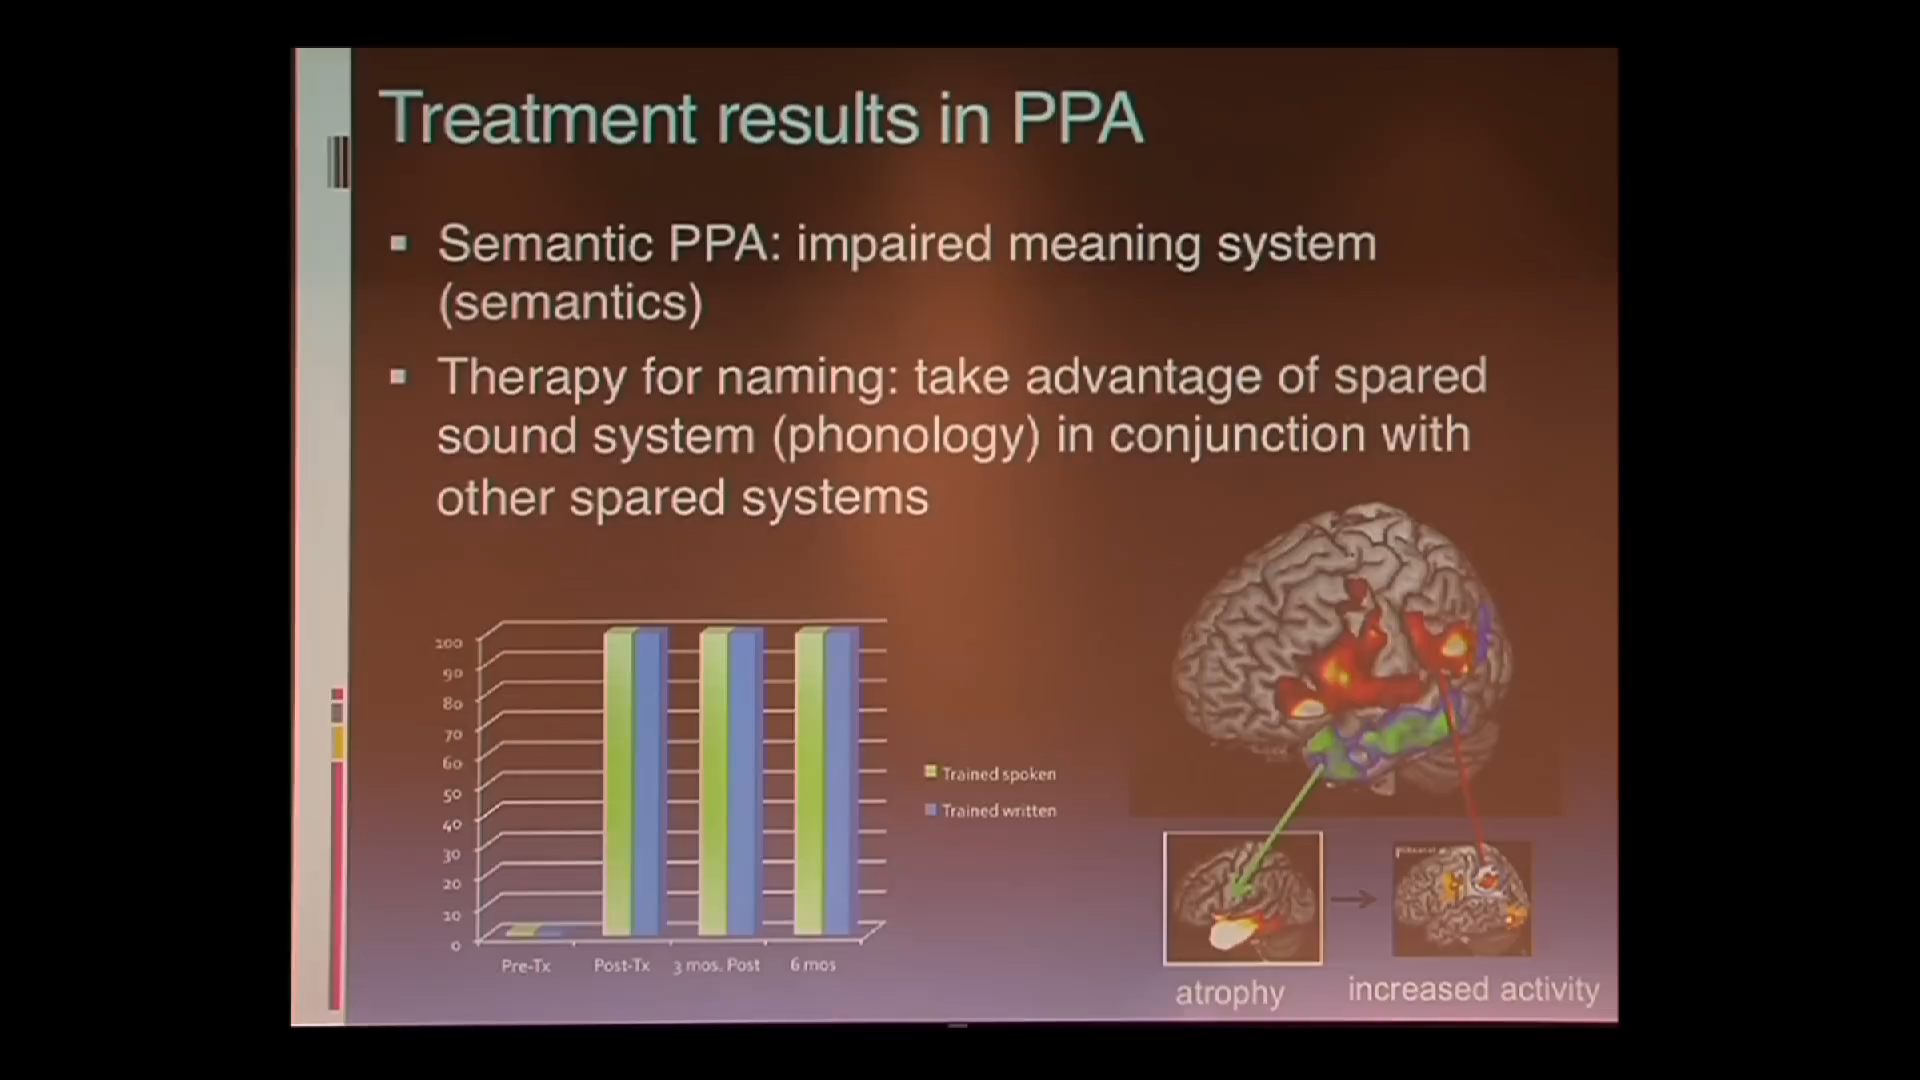 Treatment results in PPA
Semantic PPA: impaired meaning system
(semantics)
Therapy for naming: take advantage of spared
sound system (phonology) in conjunction with
other spared systems
100
90
80
70
60
50
40
30
20
10
0
Pre-Tx Post-Tx 3 mos. Post 6 mos
Trained spoken
Trained written
atrophy
increased activity